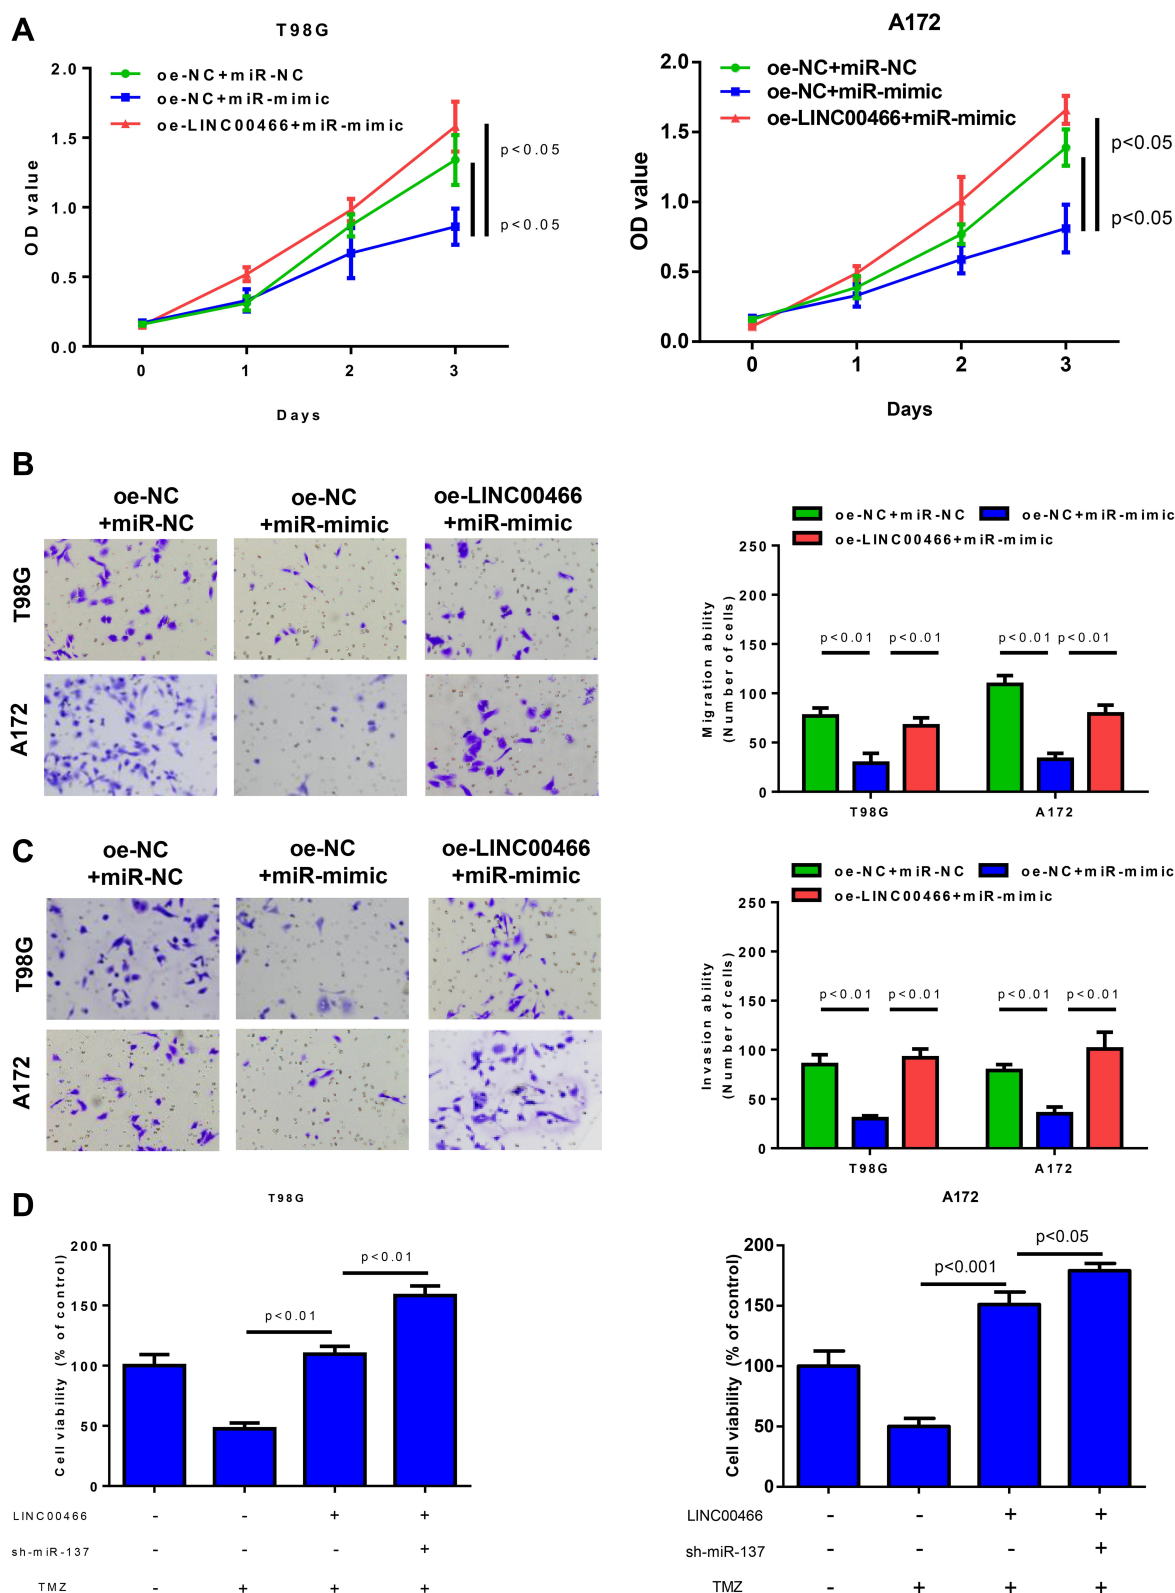 A
T98G
2.0
1.5
1.0
0.5
0.0
OD value
oe-NC+miR-NC
oe-NC+miR-mimic
oe-LINC00466+miR-mimic
p<0.05
p<0.05
0 1 2 3
Days
A172
2.0
1.5
1.0
0.5
0.0
OD value
oe-NC+miR-NC
oe-NC+miR-mimic
oe-LINC00466+miR-mimic
p<0.05
p<0.05
0 1 2 3
Days
B
oe-NC
+miR-NC
oe-NC
+miR-mimic
oe-LINC00466
+miR-mimic
T98G
A172
oe-NC+miR-NC oe-NC+miR-mimic
oe-LINC00466+miR-mimic
Migration ability
(Number of cells)
250
200
150
100
50
0
p<0.01 p<0.01 p<0.01 p<0.01
T98G A172
C
oe-NC
+miR-NC
oe-NC
+miR-mimic
oe-LINC00466
+miR-mimic
T98G
A172
oe-NC+miR-NC oe-NC+miR-mimic
oe-LINC00466+miR-mimic
Invasion ability
(Number of cells)
250
200
150
100
50
0
p<0.01 p<0.01 p<0.01 p<0.01
T98G A172
D
T98G
Cell viability (% of control)
200
150
100
50
0
p<0.01
p<0.01
LINC00466 - - + +
sh-miR-137 - - - +
TMZ - + + +
A172
Cell viability (% of control)
200
150
100
50
0
p<0.001
p<0.05
LINC00466 - - + +
sh-miR-137 - - - +
TMZ - + + +